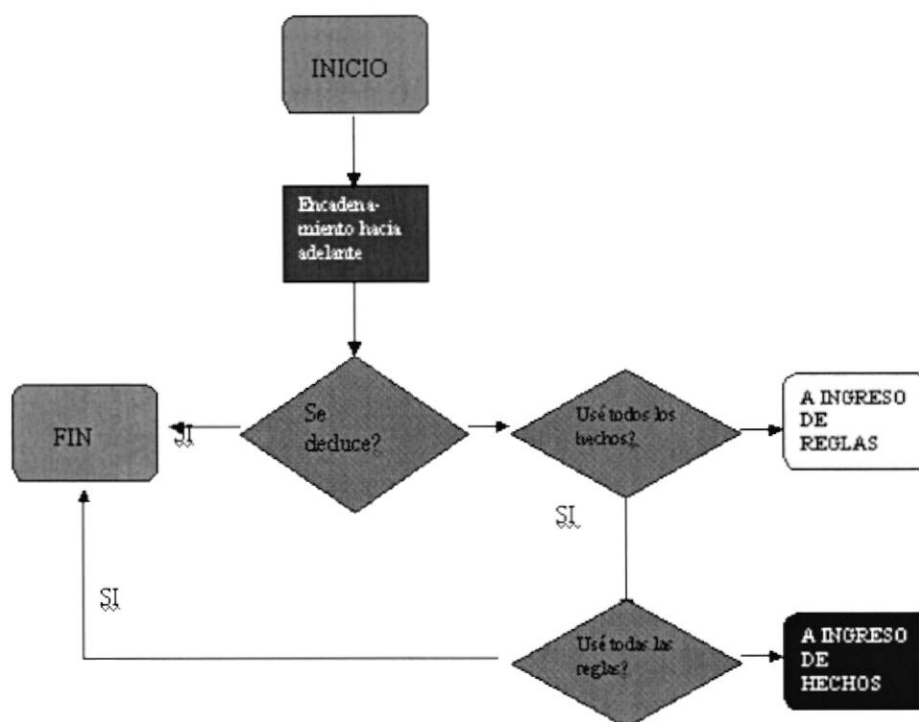 INICIO
Encadena-
miento hacia
adelante
Se
deduce?
Usé todos los
hechos?
A INGRESO
DE
REGLAS
FIN
SI
SI
SI
Usé todas las
reglas?
A INGRESO
DE
HECHOS